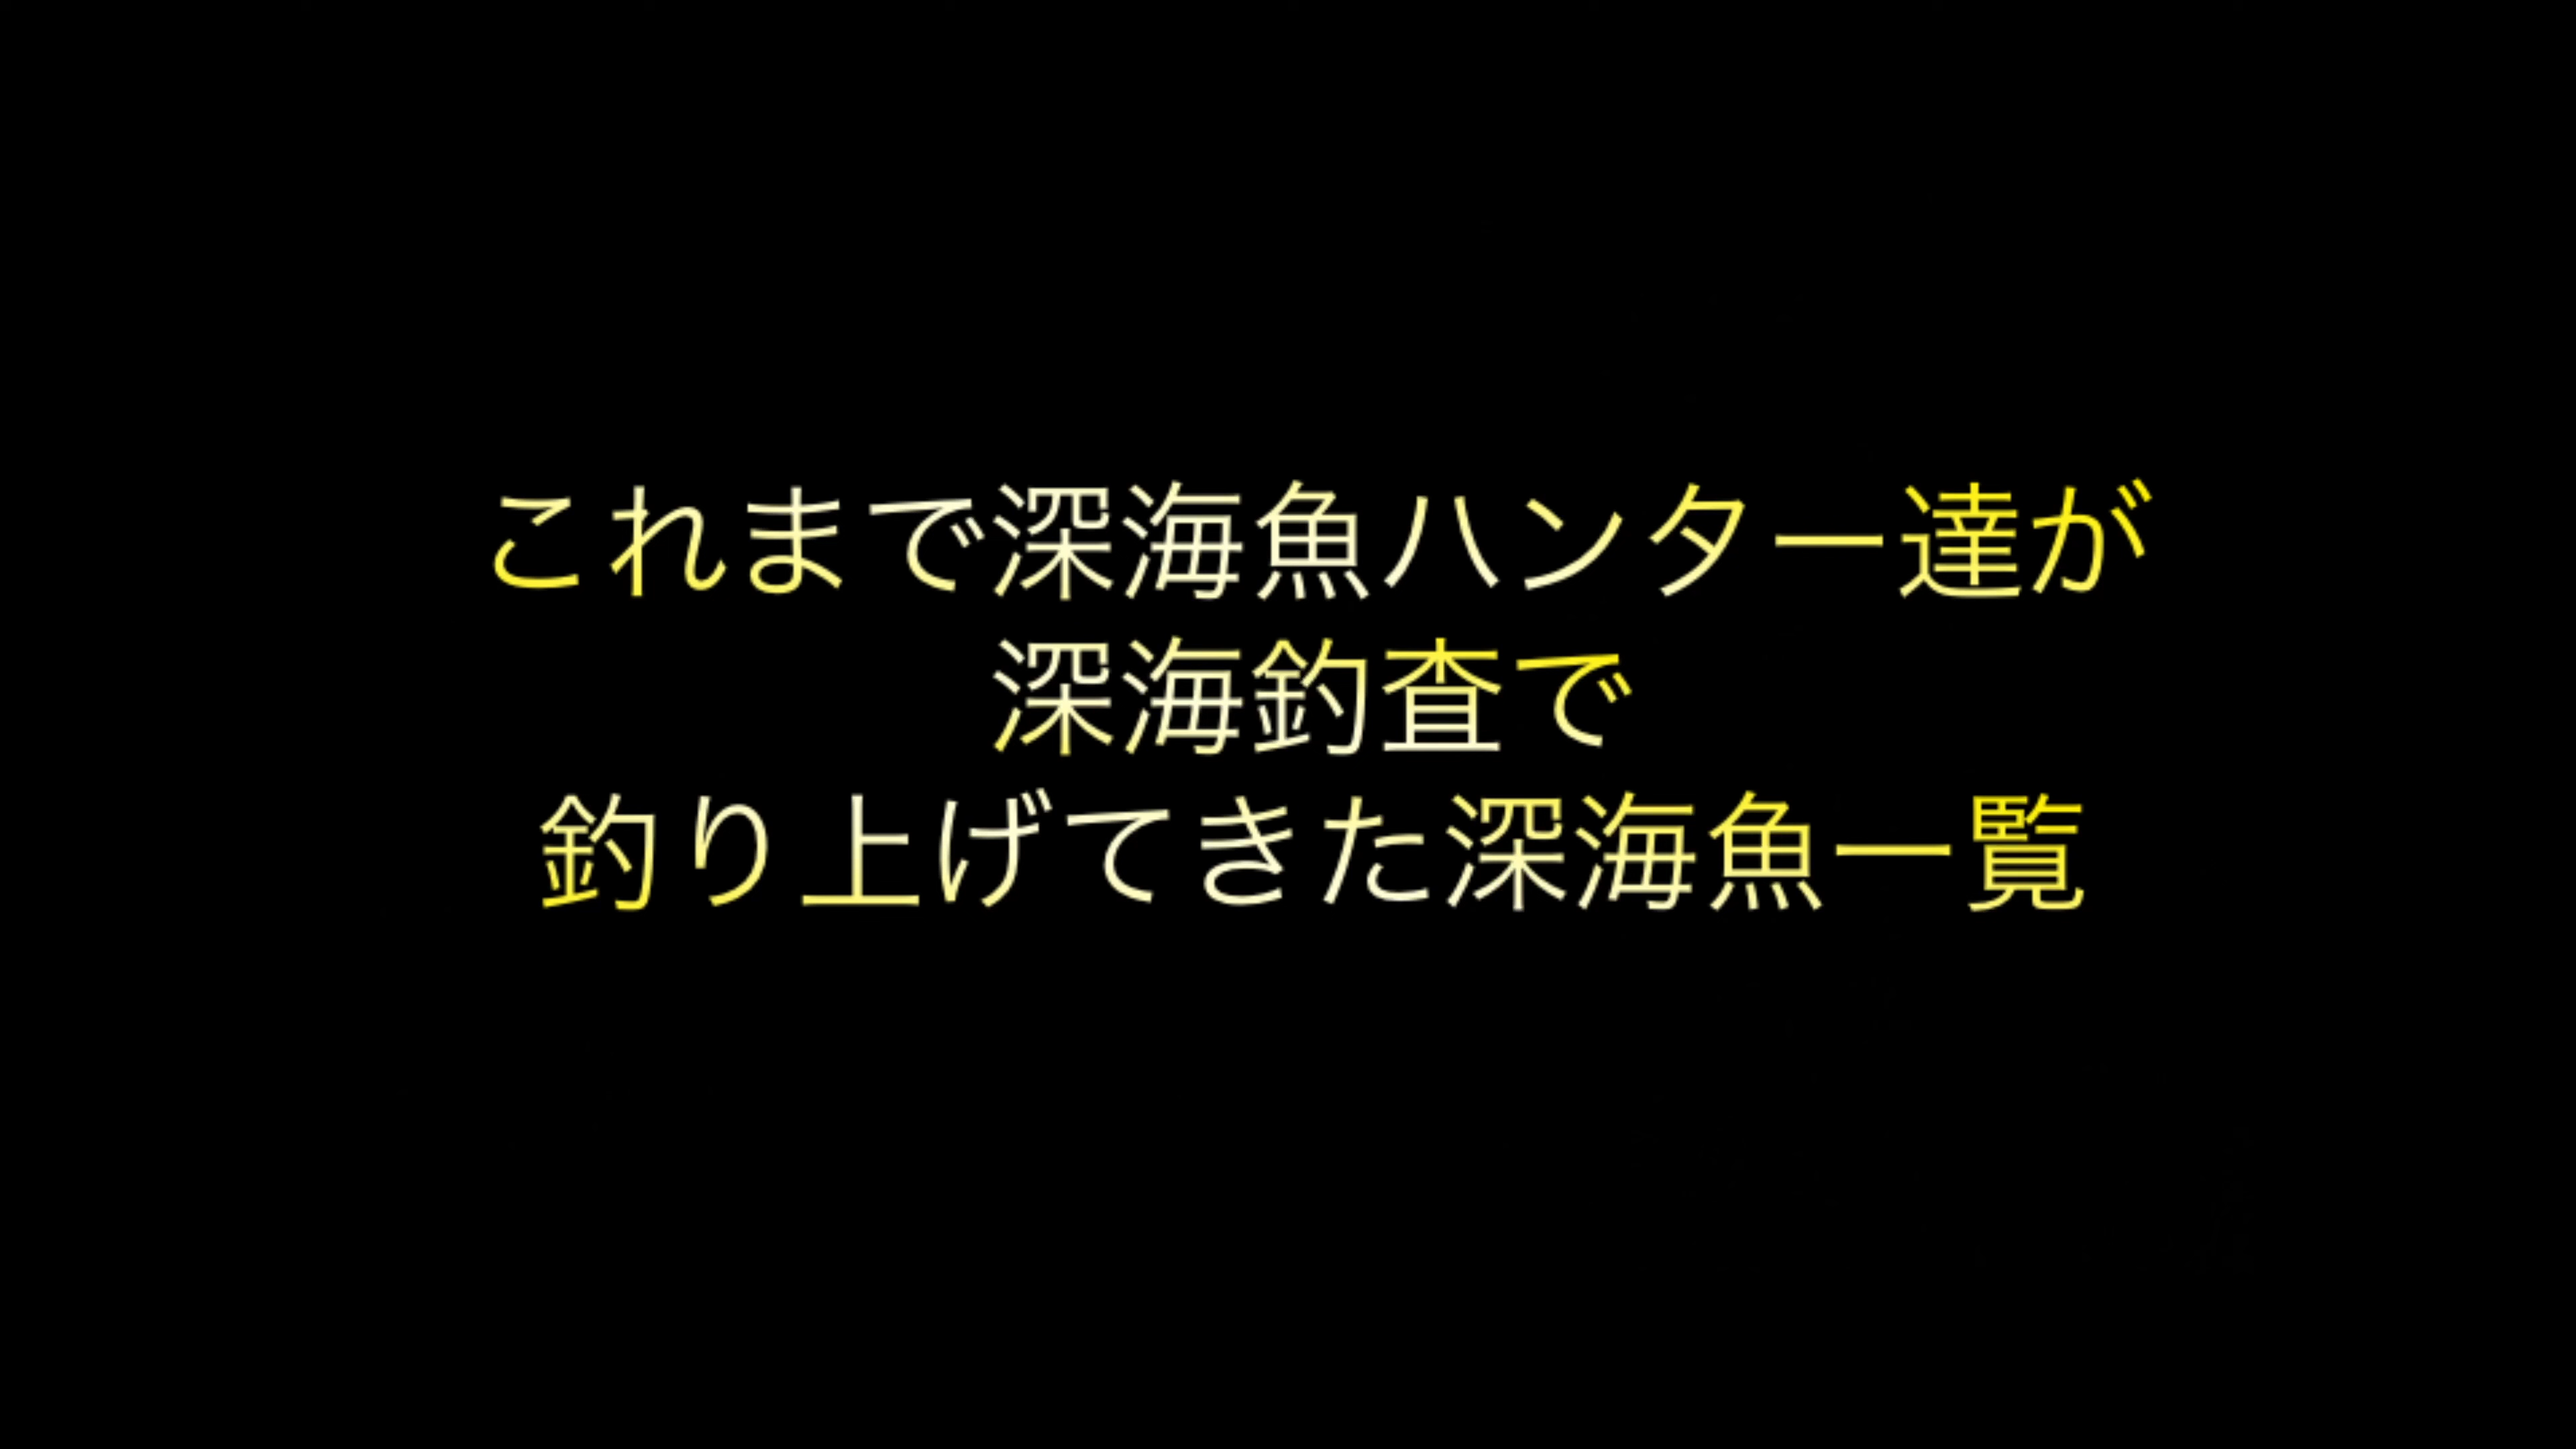 これまで深海魚ハンター達が
深海釣査で
釣り上げてきた深海魚一覧